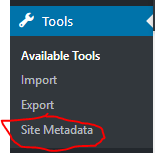 Tools
Available Tools
Import
Export
Site Metadata